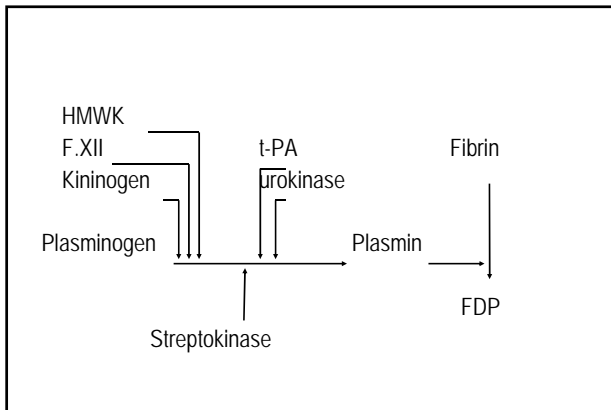 HMWK
F.XII t-PA Fibrin
Kininogen urokinase
Plasminogen Plasmin
FDP
Streptokinase